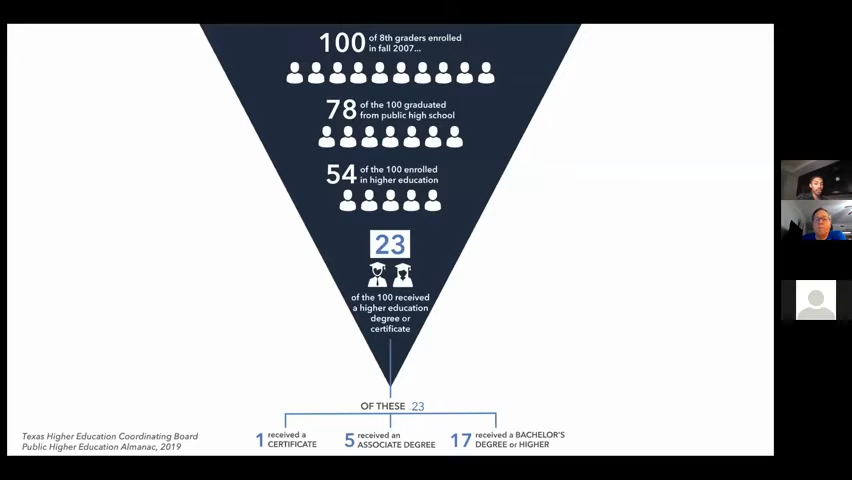 100 of 8th graders enrolled
in fall 2007...
78 of the 100 graduated
from public high school
54 of the 100 enrolled
in higher education
23
of the 100 received
a higher education
degree or
certificate
OF THESE 23
1 received a
CERTIFICATE
5 received an
ASSOCIATE DEGREE
17 received a BACHELOR'S
DEGREE or HIGHER
Texas Higher Education Coordinating Board
Public Higher Education Almanac, 2019